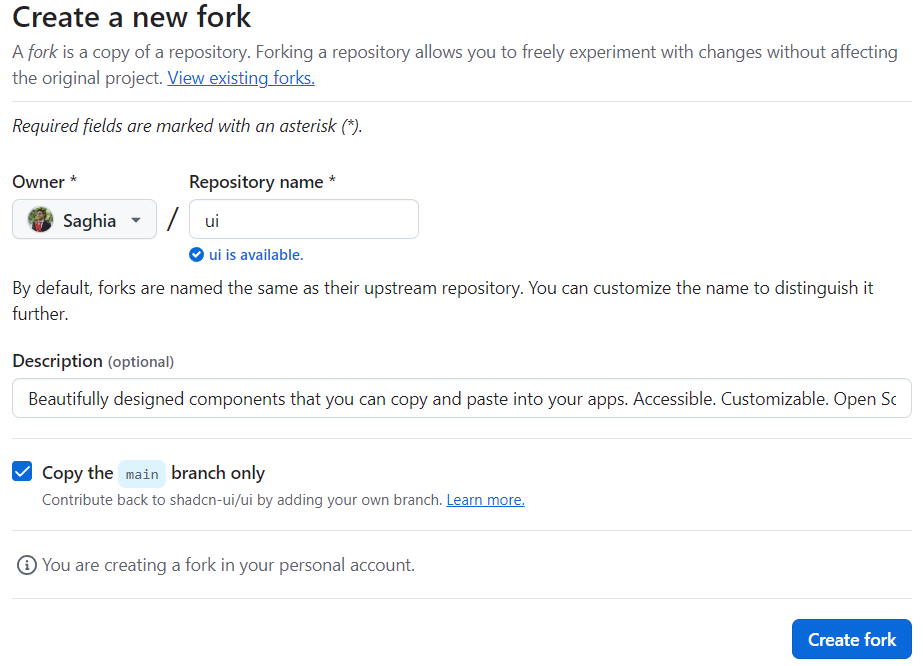 Create a new fork
A fork is a copy of a repository. Forking a repository allows you to freely experiment with changes without affecting
the original project. View existing forks.
Required fields are marked with an asterisk (*).
Owner *
Repository name *
Saghia
/
ui
ui is available.
By default, forks are named the same as their upstream repository. You can customize the name to distinguish it
further.
Description (optional)
Beautifully designed components that you can copy and paste into your apps. Accessible. Customizable. Open Sc
Copy the main branch only
Contribute back to shadcn-ui/ui by adding your own branch. Learn more.
You are creating a fork in your personal account.
Create fork